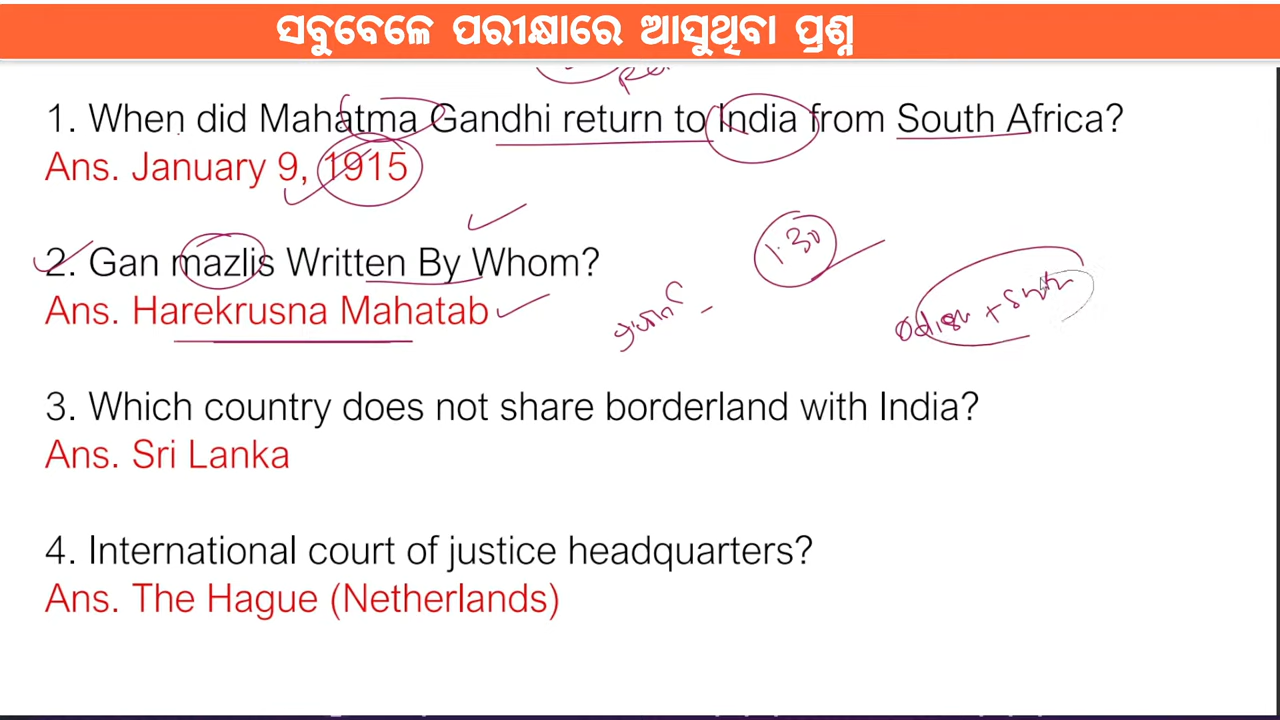 ସବୁବେଳେ ପରୀକ୍ଷାରେ ଆସୁଥିବା ପ୍ରଶ୍ନ
1. When did Mahatma Gandhi return to India from South Africa?
Ans. January 9, 1915
2. Gan mazlis Written By Whom?
1.30
Ans. Harekrusna Mahatab
3. Which country does not share borderland with India?
Ans. Sri Lanka
4. International court of justice headquarters?
Ans. The Hague (Netherlands)